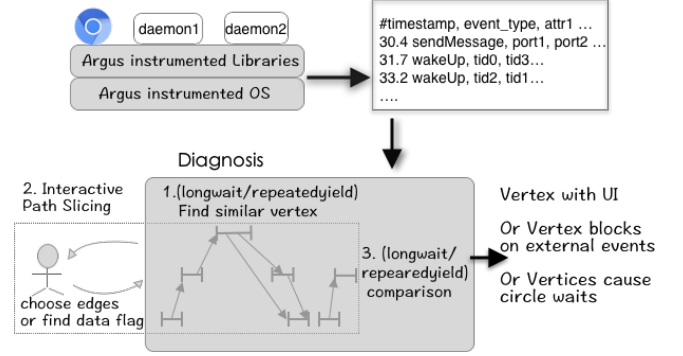 daemon1
daemon2
Argus instrumented Libraries
Argus instrumented OS
#timestamp, event_type, attr1 ...
30.4 sendMessage, port1, port2 ...
31.7 wakeUp, tid0, tid3...
33.2 wakeUp, tid2, tid1...
....
Diagnosis
2. Interactive
Path Slicing
choose edges
or find data flag
1.(longwait/repeatedyield)
Find similar vertex
3. (longwait/
repearedyield)
comparison
Vertex with UI
Or Vertex blocks
on external events
Or Vertices cause
circle waits